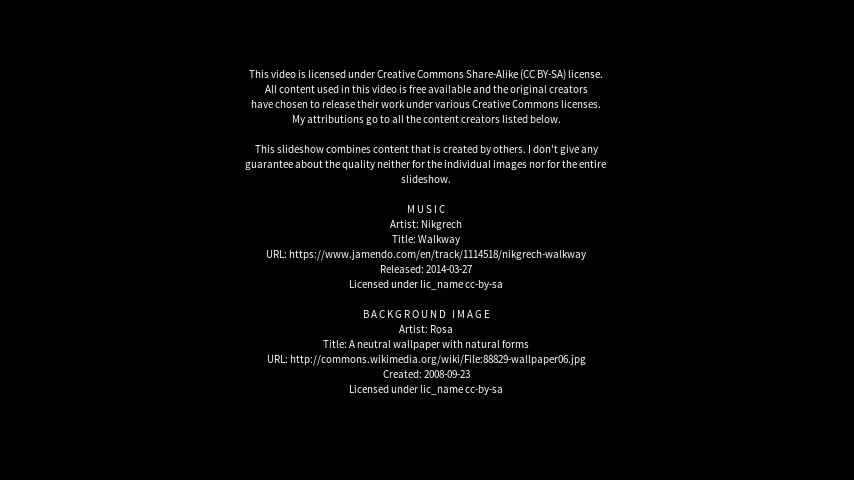 This video is licensed under Creative Commons Share-Alike (CC BY-SA) license.
All content used in this video is free available and the original creators
have chosen to release their work under various Creative Commons licenses.
My attributions go to all the content creators listed below.
This slideshow combines content that is created by others. I don't give any
guarantee about the quality neither for the individual images nor for the entire
slideshow.
MUSIC
Artist: Nikgrech
Title: Walkway
URL: https://www.jamendo.com/en/track/1114518/nikgrech-walkway
Released: 2014-03-27
Licensed under lic_name cc-by-sa
BACKGROUND IMAGE
Artist: Rosa
Title: A neutral wallpaper with natural forms
URL: http://commons.wikimedia.org/wiki/File:88829-wallpaper06.jpg
Created: 2008-09-23
Licensed under lic_name cc-by-sa